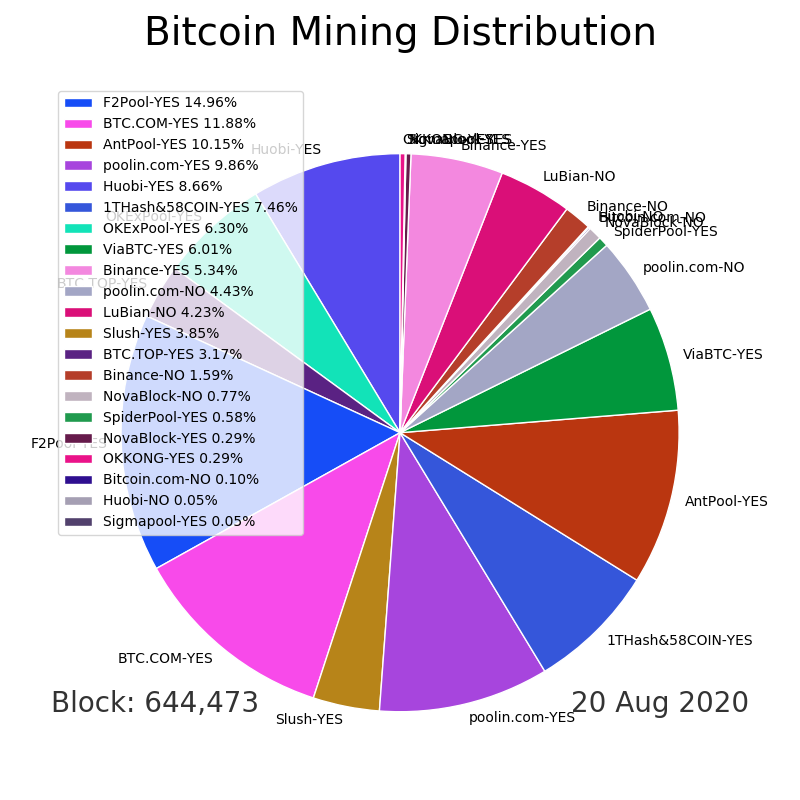 Bitcoin Mining Distribution
F2Pool-YES 14.96%
BTC.COM-YES 11.88%
AntPool-YES 10.15%
poolin.com-YES 9.86%
Huobi-YES 8.66%
1THash&58COIN-YES 7.46%
OKExPool-YES 6.30%
ViaBTC-YES 6.01%
Binance-YES 5.34%
poolin.com-NO 4.43%
LuBian-NO 4.23%
Slush-YES 3.85%
BTC.TOP-YES 3.17%
Binance-NO 1.59%
NovaBlock-NO 0.77%
SpiderPool-YES 0.58%
NovaBlock-YES 0.29%
OKKONG-YES 0.29%
Bitcoin.com-NO 0.10%
Huobi-NO 0.05%
Sigmapool-YES 0.05%
Huobi-YES
OKExPool-YES
BTC.TOP-YES
F2Pool-YES
BTC.COM-YES
Slush-YES
poolin.com-YES
1THash&58COIN-YES
AntPool-YES
ViaBTC-YES
poolin.com-NO
SpiderPool-YES
NovaBlock-NO
Bitcoin.com-NO
Huobi-NO
Binance-NO
LuBian-NO
Binance-YES
Block: 644,473
20 Aug 2020